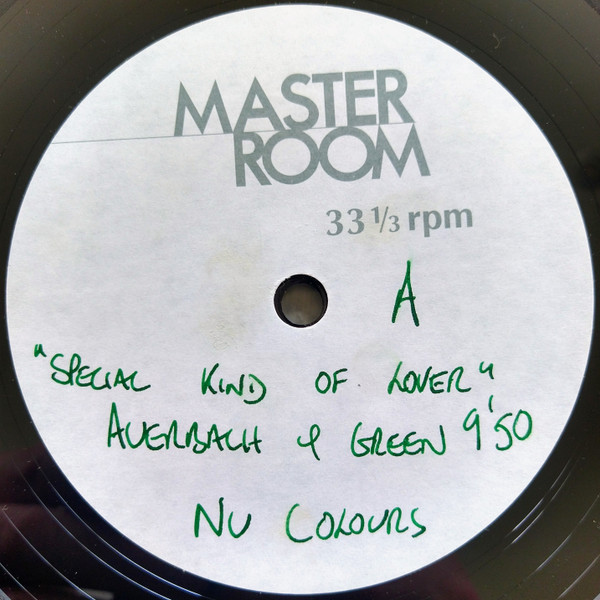 MASTER
ROOM
33 1/3 rpm
A
"SPECIAL KIND OF LOVER"
AUERBACH & GREEN 9'50
NU COLOURS